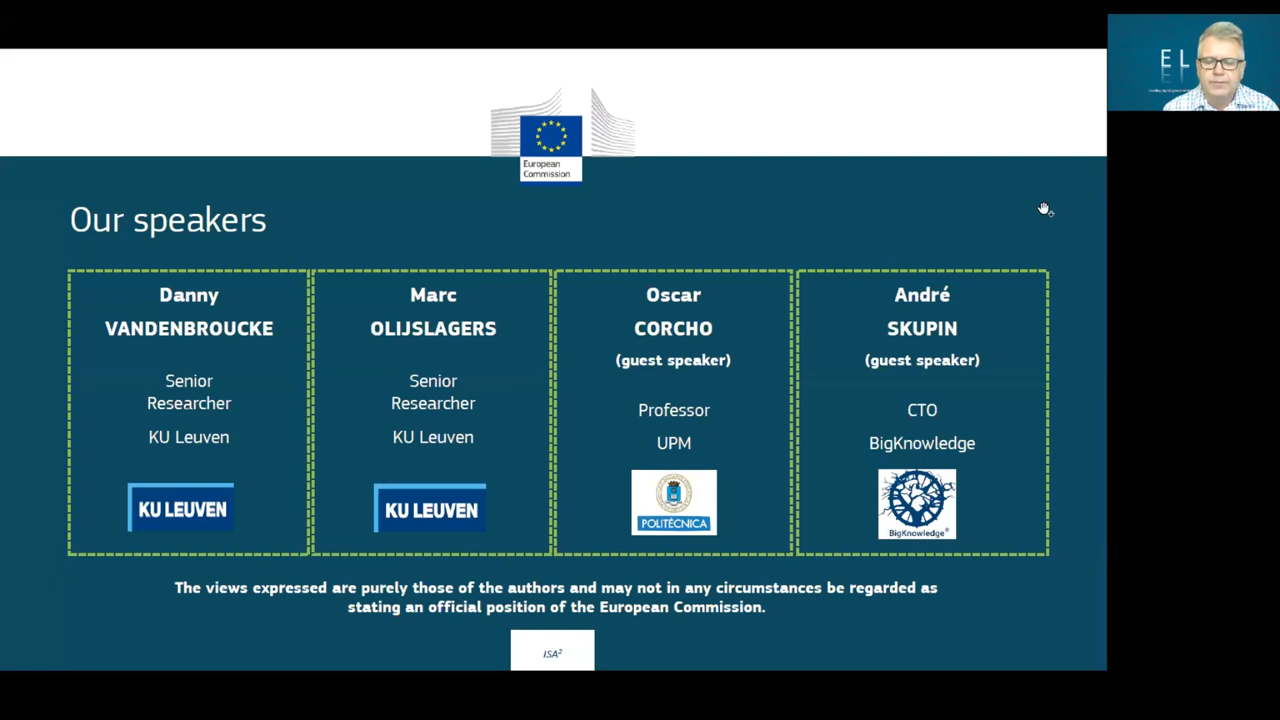 E L
European
Commission
Our speakers
Danny
VANDENBROUCKE
Senior
Researcher
KU Leuven
KU LEUVEN
Marc
OLIJSLAGERS
Senior
Researcher
KU Leuven
KU LEUVEN
Oscar
CORCHO
(guest speaker)
Professor
UPM
POLITÉCNICA
André
SKUPIN
(guest speaker)
CTO
BigKnowledge
BigKnowledge®
The views expressed are purely those of the authors and may not in any circumstances be regarded as
stating an official position of the European Commission.
ISA²